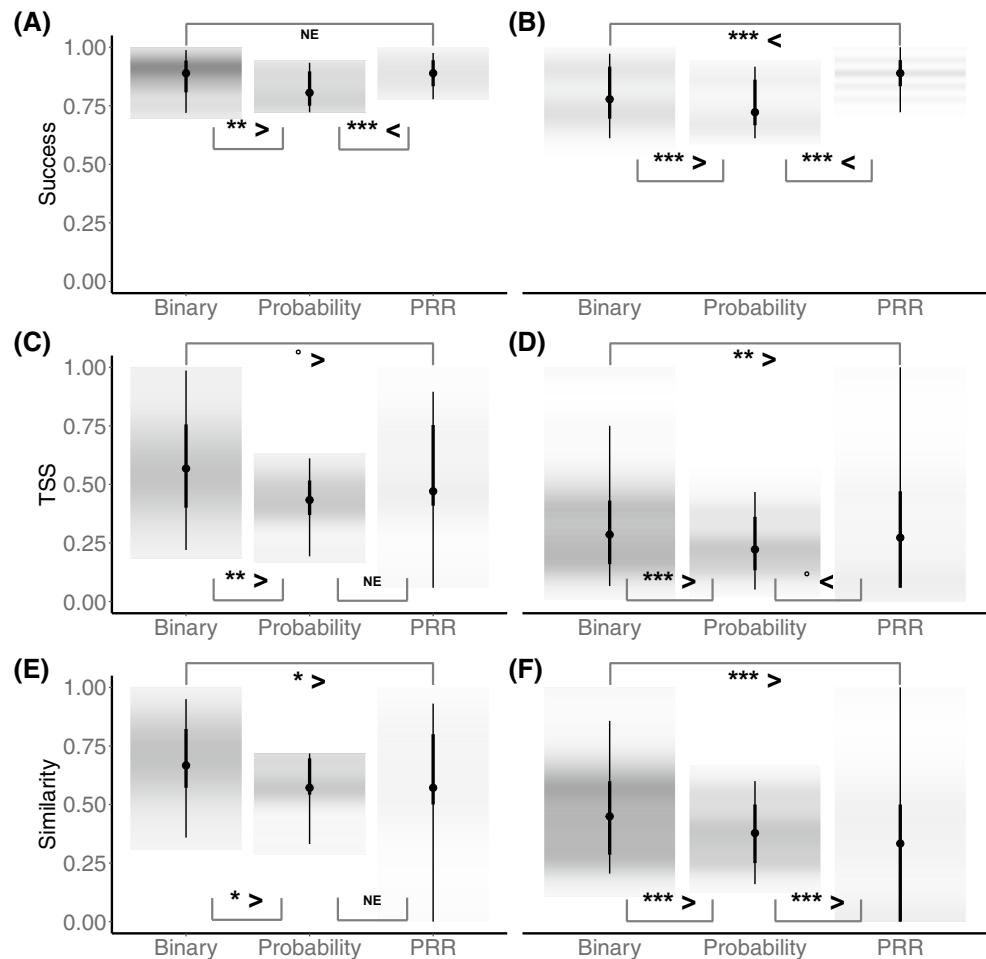 (A)
NE
1.00
0.75
0.50
0.25
0.00
Success
** >
*** <
Binary Probability PRR
(B)
*** <
*** >
*** <
Binary Probability PRR
(C)
° >
1.00
0.75
0.50
0.25
0.00
TSS
** >
NE
Binary Probability PRR
(D)
** >
*** >
° <
Binary Probability PRR
(E)
* >
1.00
0.75
0.50
0.25
0.00
Similarity
* >
NE
Binary Probability PRR
(F)
*** >
*** >
*** >
Binary Probability PRR